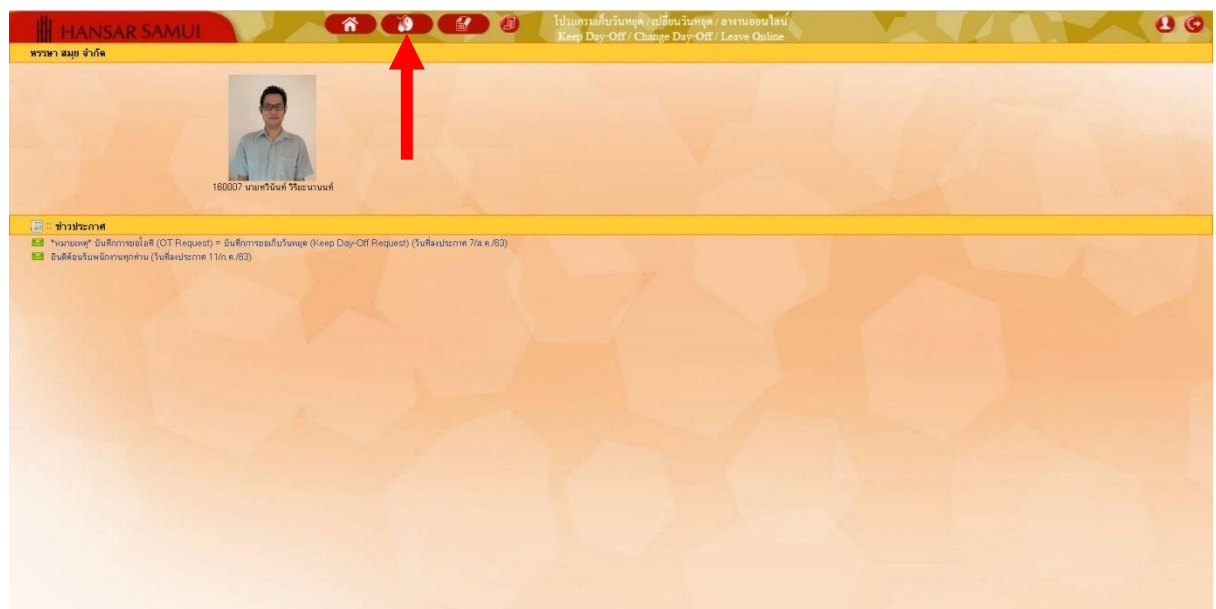 HANSAR SAMUI
โปรแกรมเก็บวันหยุด / เปลี่ยนวันหยุด / ลางานออนไลน์
Keep Day-Off / Change Day-Off / Leave Online
หรรษา สมุย จำกัด
160007 นายทวินันท์ วิริยะนานนท์
:: ข่าวประกาศ
*หมายเหตุ* บันทึกการขอโอที (OT Request) = บันทึกการขอเก็บวันหยุด (Keep Day-Off Request) (วันที่ลงประกาศ 7/ส.ค./63)
ยินดีต้อนรับพนักงานทุกท่าน (วันที่ลงประกาศ 11/ก.ค./63)